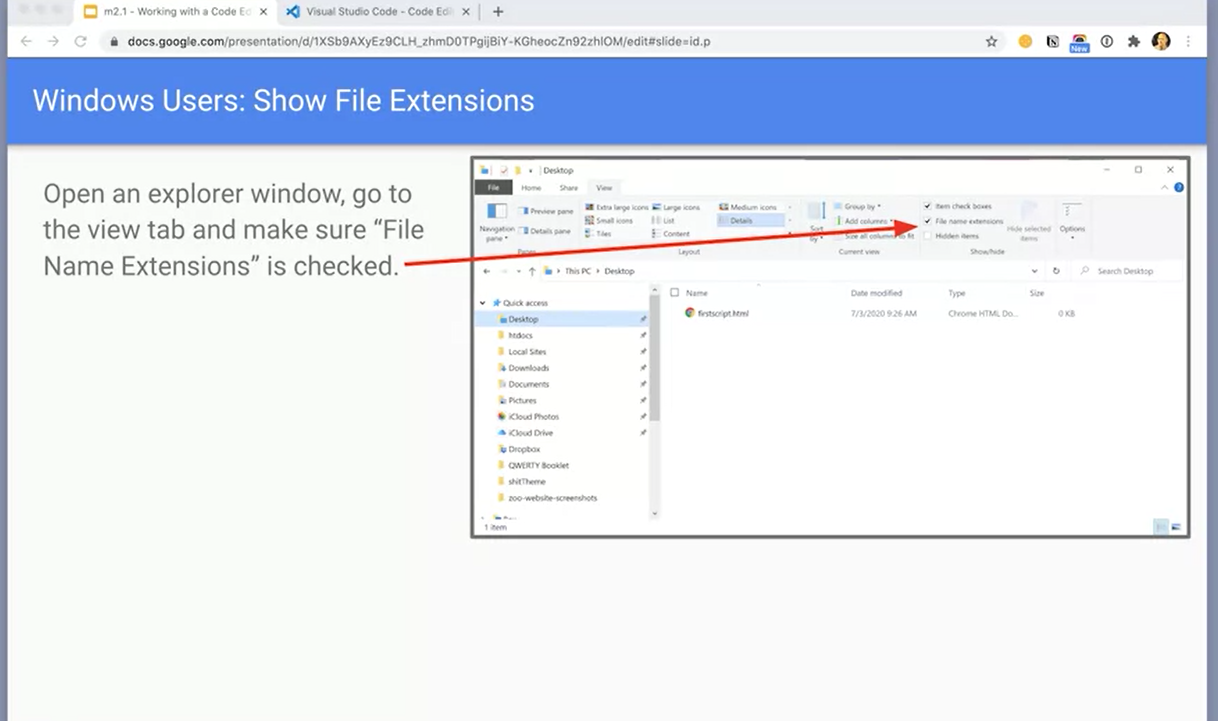 m2.1 - Working with a Code Ed
Visual Studio Code - Code Edi
docs.google.com/presentation/d/1XSb9AXyEz9CLH_zhmD0TPgijBiY-KGheocZn92zhIOM/edit#slide=id.p
New
Windows Users: Show File Extensions
Open an explorer window, go to
the view tab and make sure “File
Name Extensions” is checked.
Desktop
File Home Share View
Navigation pane
Preview pane
Details pane
Panes
Extra large icons Large icons Medium icons
Small icons List Details
Tiles Content
Layout
Sort by
Group by
Add columns
Size all columns to fit
Current view
Item check boxes
File name extensions
Hidden items
Hide selected items
Show/hide
Options
This PC > Desktop
Search Desktop
Name Date modified Type Size
firstscript.html 7/3/2020 9:26 AM Chrome HTML Do... 0 KB
Quick access
Desktop
htdocs
Local Sites
Downloads
Documents
Pictures
iCloud Photos
iCloud Drive
Dropbox
QWERTY Booklet
shitTheme
zoo-website-screenshots
1 item